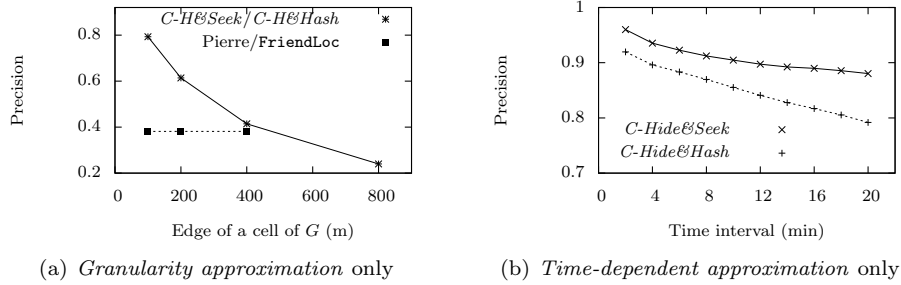 C-H&Seek/C-H&Hash
Pierre/FriendLoc
0.8
0.6
0.4
0.2
Precision
0 200 400 600 800
Edge of a cell of G (m)
(a) Granularity approximation only
1
0.9
0.8
0.7
Precision
C-Hide&Seek
C-Hide&Hash
0 4 8 12 16 20
Time interval (min)
(b) Time-dependent approximation only